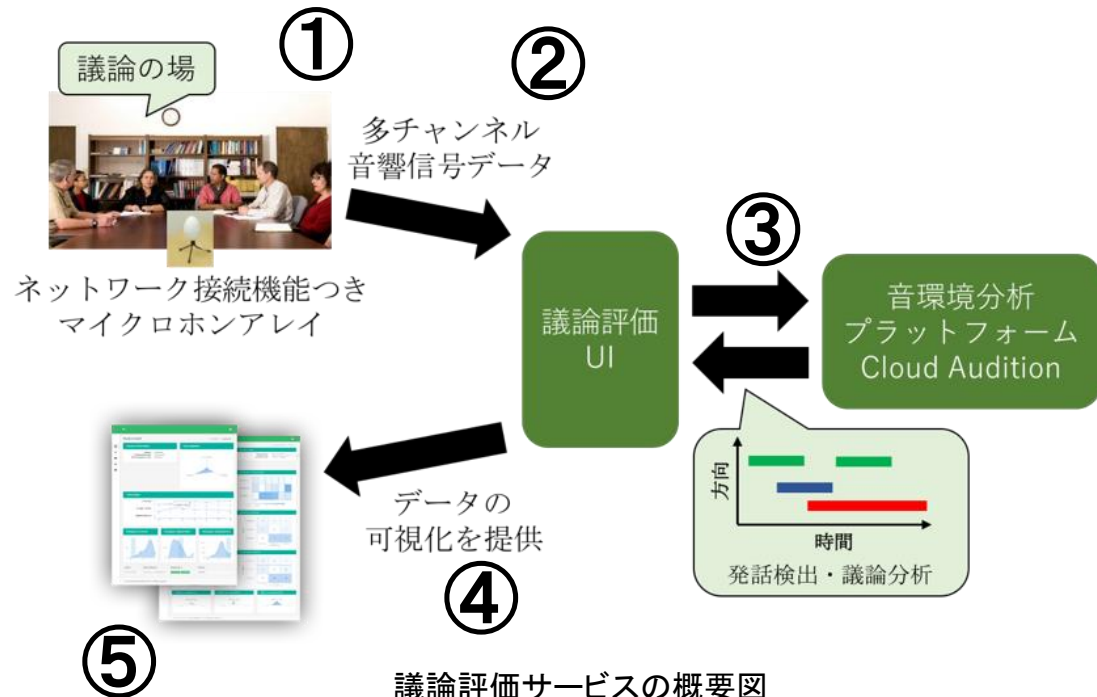 ①
議論の場
ネットワーク接続機能つき
マイクロホンアレイ
②
多チャンネル
音響信号データ
議論評価
UI
③
音環境分析
プラットフォーム
Cloud Audition
方向
時間
発話検出・議論分析
④
データの
可視化を提供
⑤
議論評価サービスの概要図